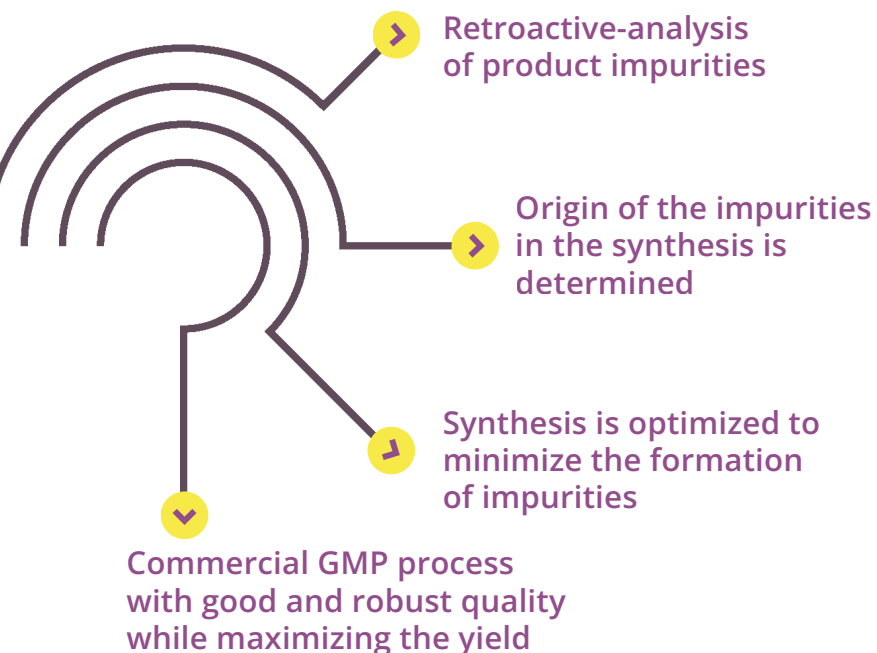 Retroactive-analysis
of product impurities
Origin of the impurities
in the synthesis is
determined
Synthesis is optimized to
minimize the formation
of impurities
Commercial GMP process
with good and robust quality
while maximizing the yield